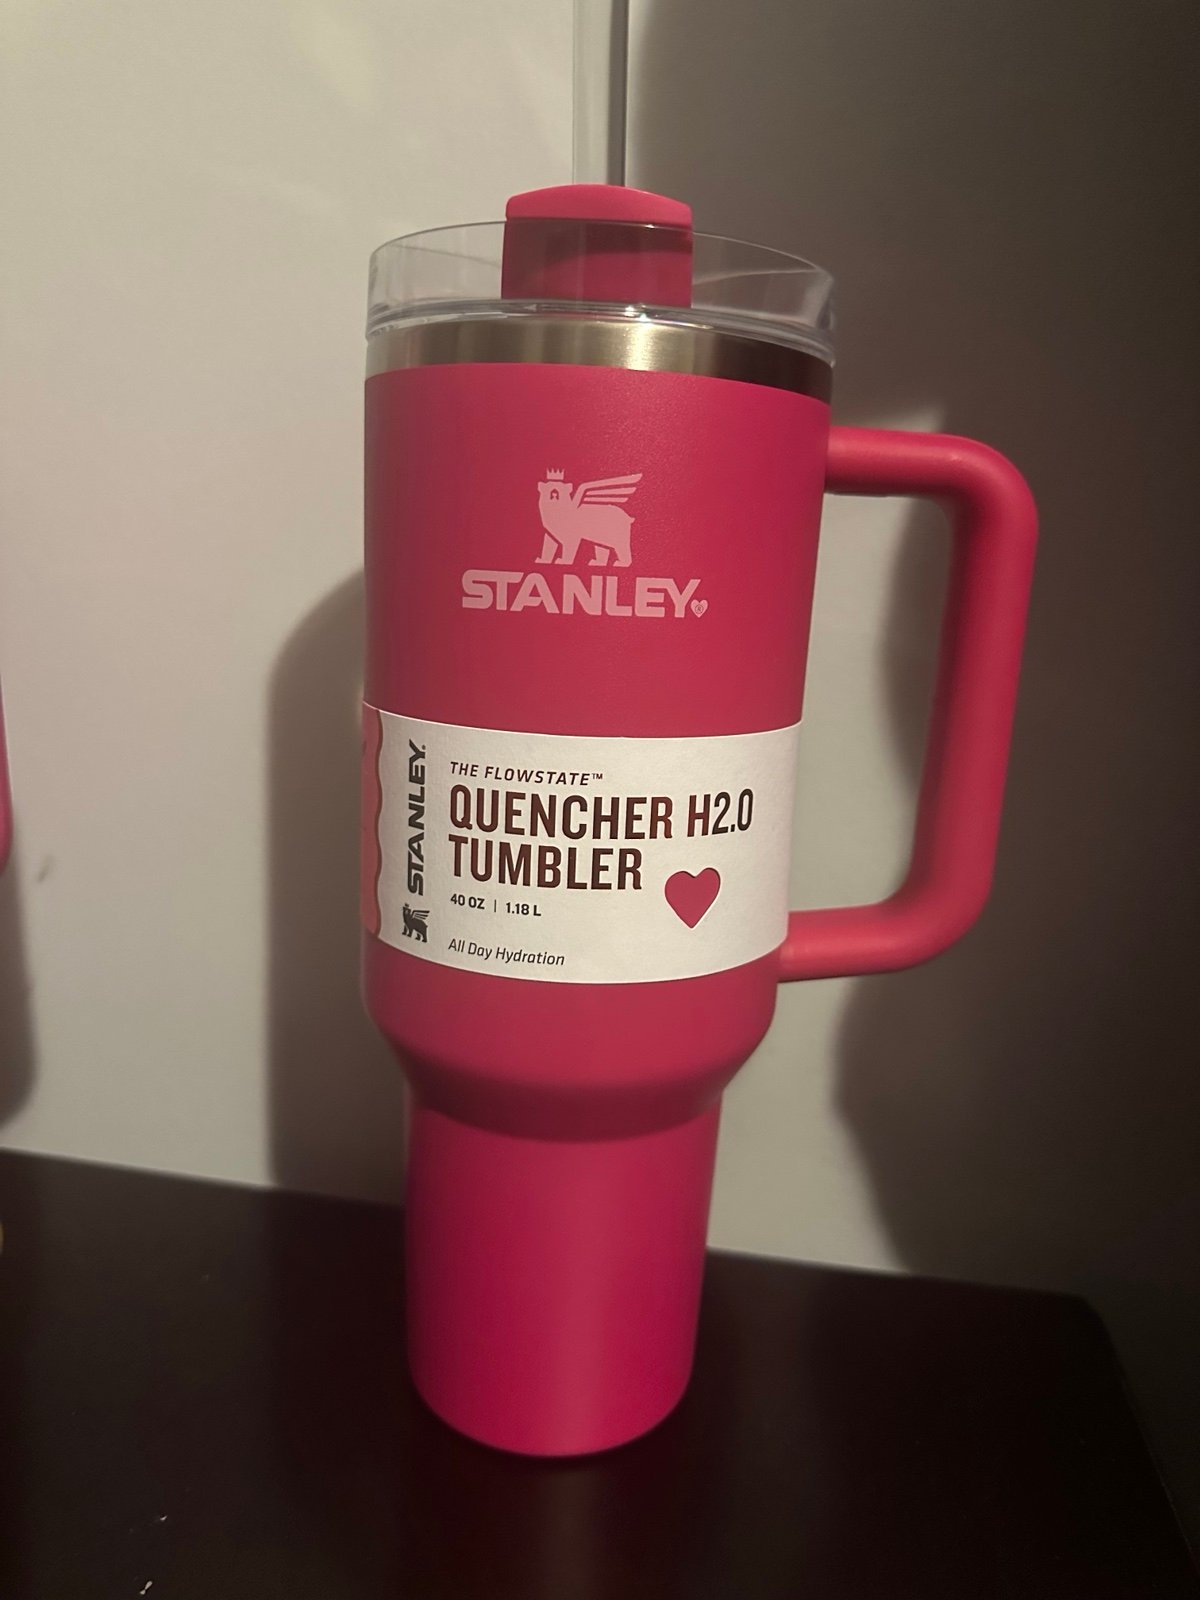 STANLEY
STANLEY
THE FLOWSTATE™
QUENCHER H2.0
TUMBLER
40 OZ | 1.18 L
All Day Hydration